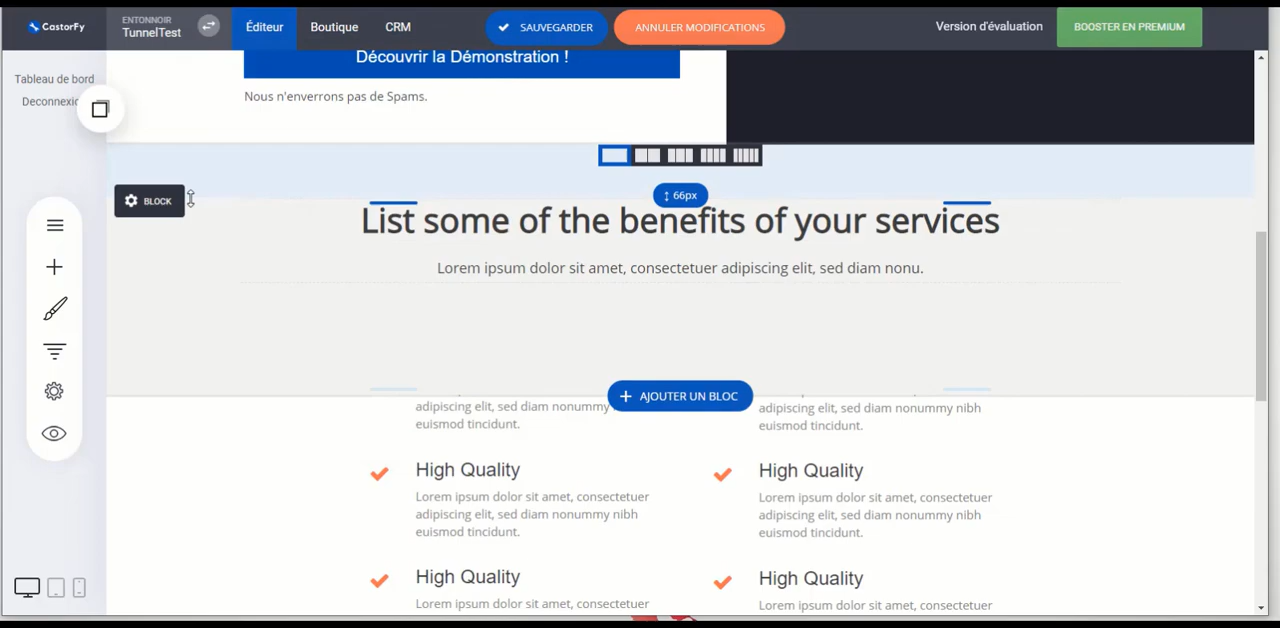 CastorFy
ENTONNOIR
TunnelTest
Éditeur
Boutique
CRM
SAUVEGARDER
ANNULER MODIFICATIONS
Version d'évaluation
BOOSTER EN PREMIUM
Tableau de bord
Deconnexio
Découvrir la Démonstration !
Nous n'enverrons pas de Spams.
BLOCK
66px
List some of the benefits of your services
Lorem ipsum dolor sit amet, consectetuer adipiscing elit, sed diam nonu.
AJOUTER UN BLOC
adipiscing elit, sed diam nonummy
euismod tincidunt.
adipiscing elit, sed diam nonummy nibh
euismod tincidunt.
High Quality
Lorem ipsum dolor sit amet, consectetuer
adipiscing elit, sed diam nonummy nibh
euismod tincidunt.
High Quality
Lorem ipsum dolor sit amet, consectetuer
adipiscing elit, sed diam nonummy nibh
euismod tincidunt.
High Quality
Lorem ipsum dolor sit amet, consectetuer
High Quality
Lorem ipsum dolor sit amet, consectetuer